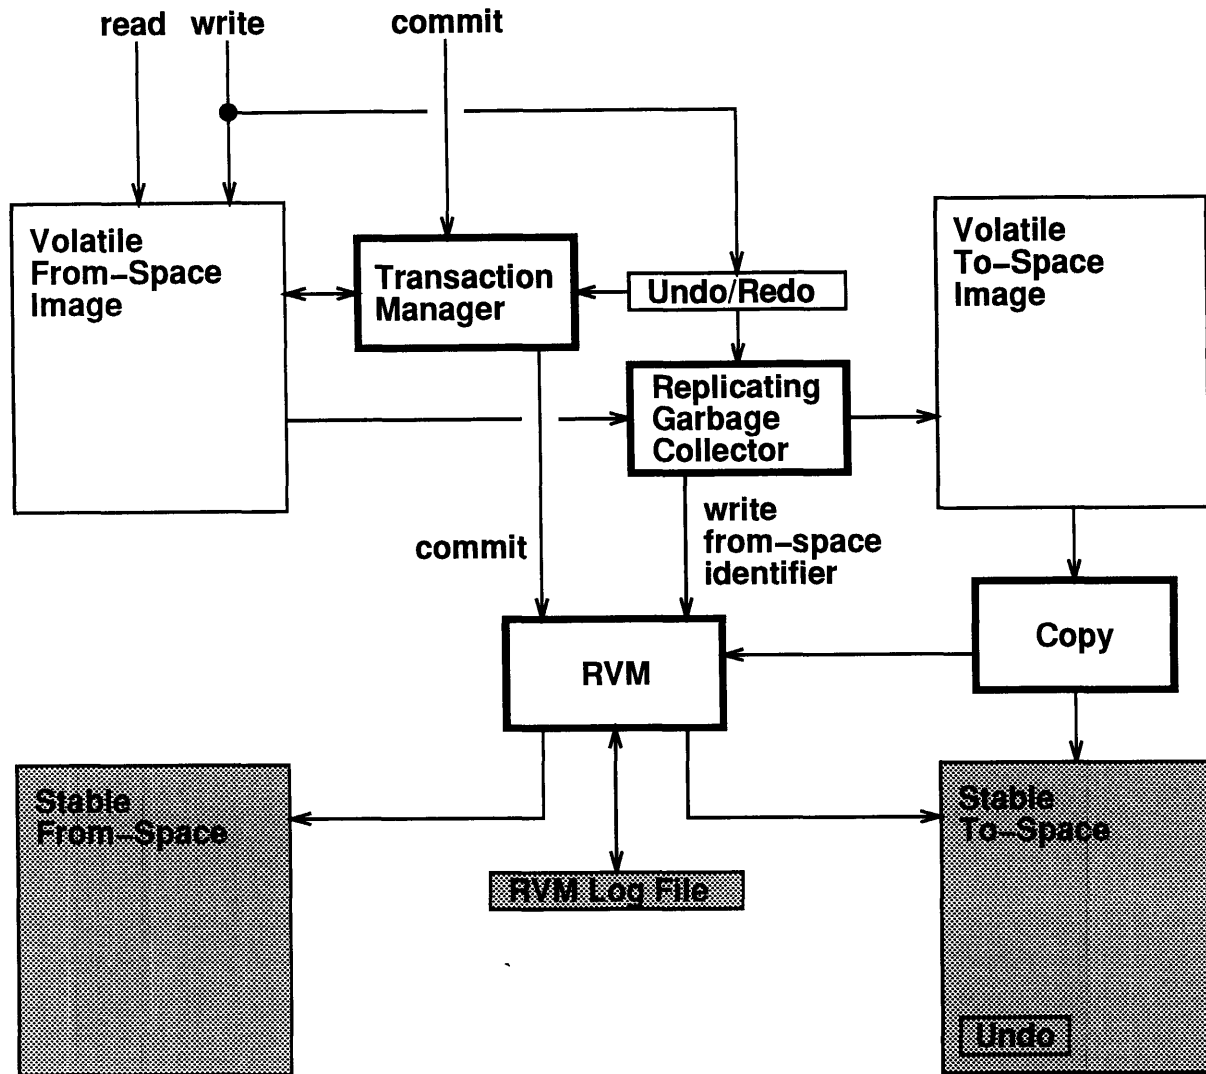 read write commit
Volatile
From-Space
Image
Transaction
Manager
Undo/Redo
Volatile
To-Space
Image
Replicating
Garbage
Collector
commit
write
from-space
identifier
Copy
RVM
Stable
From-Space
RVM Log File
Stable
To-Space
Undo